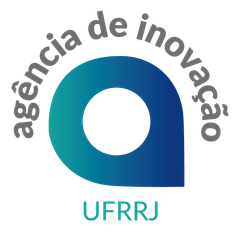 agência de inovação
UFRRJ